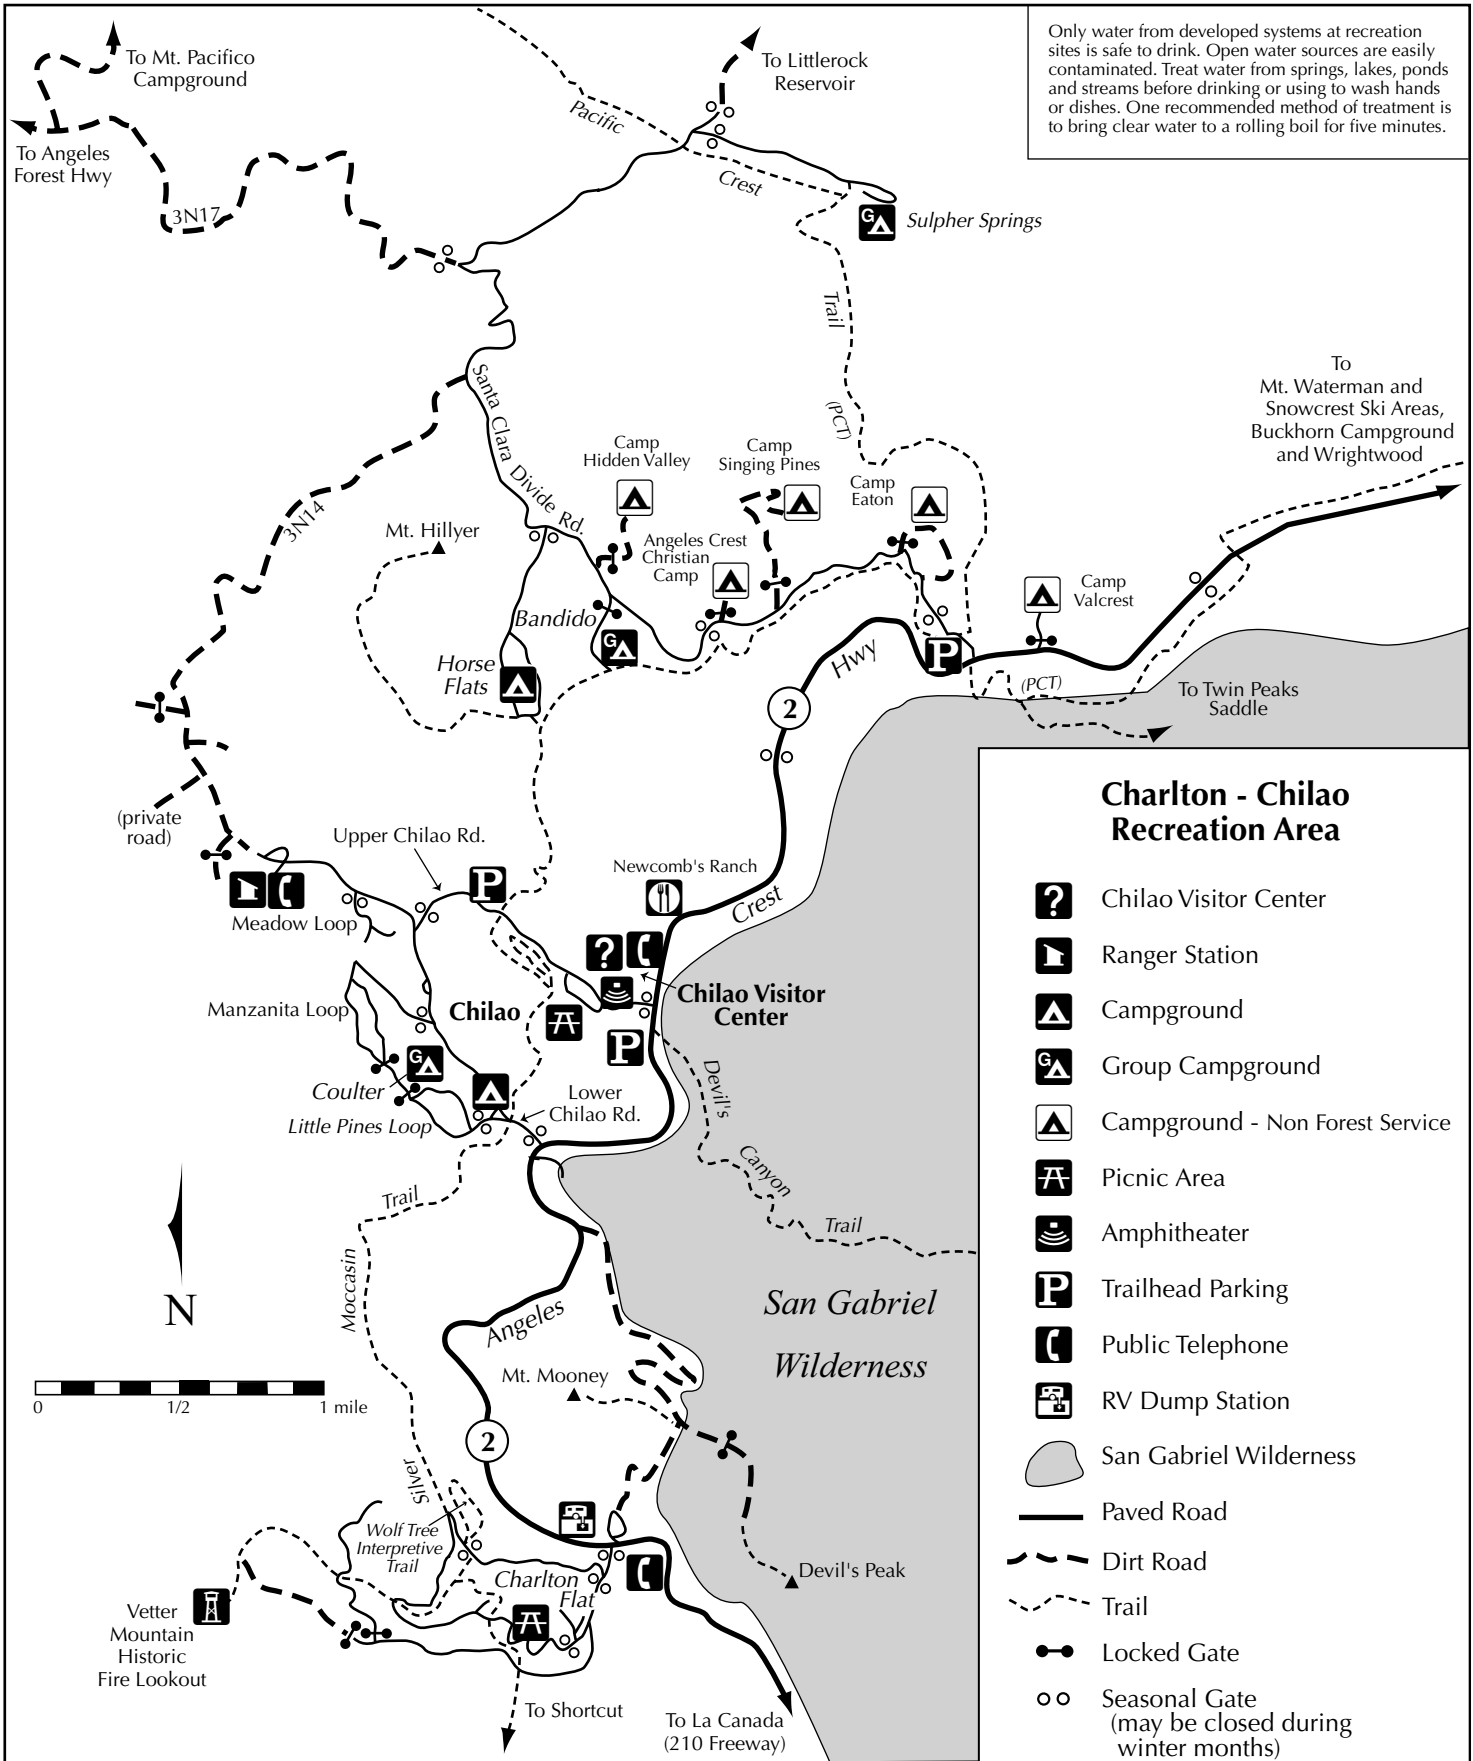 Only water from developed systems at recreation
sites is safe to drink. Open water sources are easily
contaminated. Treat water from springs, lakes, ponds
and streams before drinking or using to wash hands
or dishes. One recommended method of treatment is
to bring clear water to a rolling boil for five minutes.
To Mt. Pacifico
Campground
To Littlerock
Reservoir
Pacific
To Angeles
Forest Hwy
Crest
3N17
G
Sulpher Springs
Trail
To
Mt. Waterman and
Snowcrest Ski Areas,
Buckhorn Campground
and Wrightwood
Santa Clara Divide Rd.
(PCT)
Camp
Hidden Valley
Camp
Singing Pines
Camp
Eaton
3N14
Mt. Hillyer
Angeles Crest
Christian
Camp
Camp
Valcrest
Bandido
G
Horse
Flats
Hwy
P
(PCT)
To Twin Peaks
Saddle
2
(private
road)
Upper Chilao Rd.
P
Newcomb's Ranch
Crest
Meadow Loop
?
Chilao Visitor
Center
Manzanita Loop
Chilao
P
G
Coulter
Devil's
Lower
Chilao Rd.
Little Pines Loop
Canyon
Trail
Trail
Moccasin
N
San Gabriel
Wilderness
Angeles
Mt. Mooney
0
1/2
1 mile
2
Silver
Wolf Tree
Interpretive
Trail
Charlton
Flat
Devil's Peak
Vetter
Mountain
Historic
Fire Lookout
To Shortcut
To La Canada
(210 Freeway)
Charlton - Chilao
Recreation Area
? Chilao Visitor Center
Ranger Station
Campground
G Group Campground
Campground - Non Forest Service
Picnic Area
Amphitheater
P Trailhead Parking
Public Telephone
RV Dump Station
San Gabriel Wilderness
Paved Road
Dirt Road
Trail
Locked Gate
Seasonal Gate
(may be closed during
winter months)